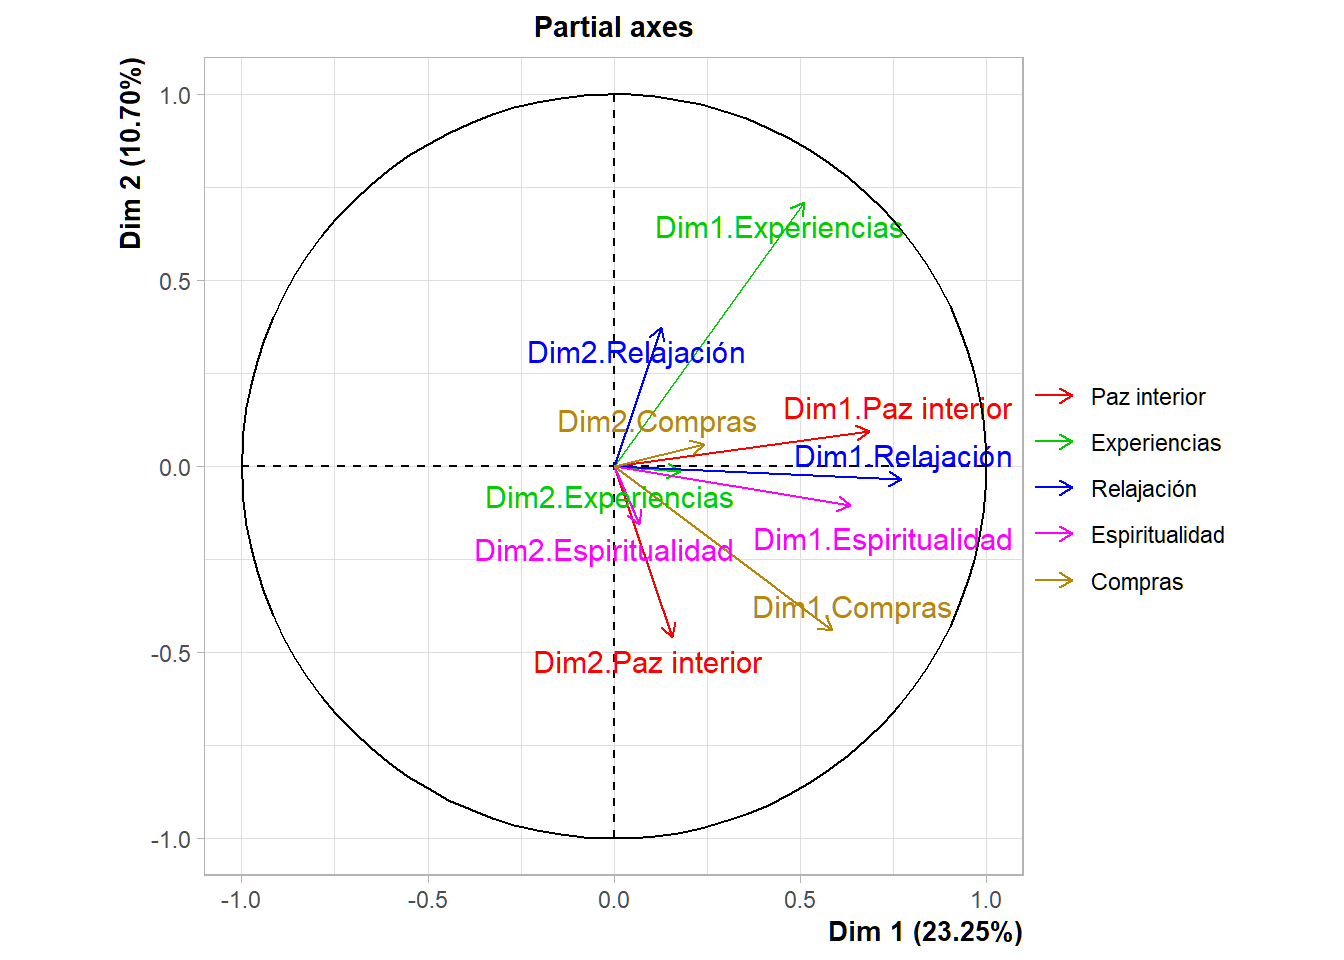 Partial axes
Dim 2 (10.70%)
1.0
0.5
0.0
-0.5
-1.0
Dim1.Experiencias
Dim2.Relajación
Dim1.Paz interior
Dim2.Compras
Dim1.Relajación
Dim2.Experiencias
Dim1.Espiritualidad
Dim2.Espiritualidad
Dim1.Compras
Dim2.Paz interior
-1.0
-0.5
0.0
0.5
1.0
Dim 1 (23.25%)
Paz interior
Experiencias
Relajación
Espiritualidad
Compras